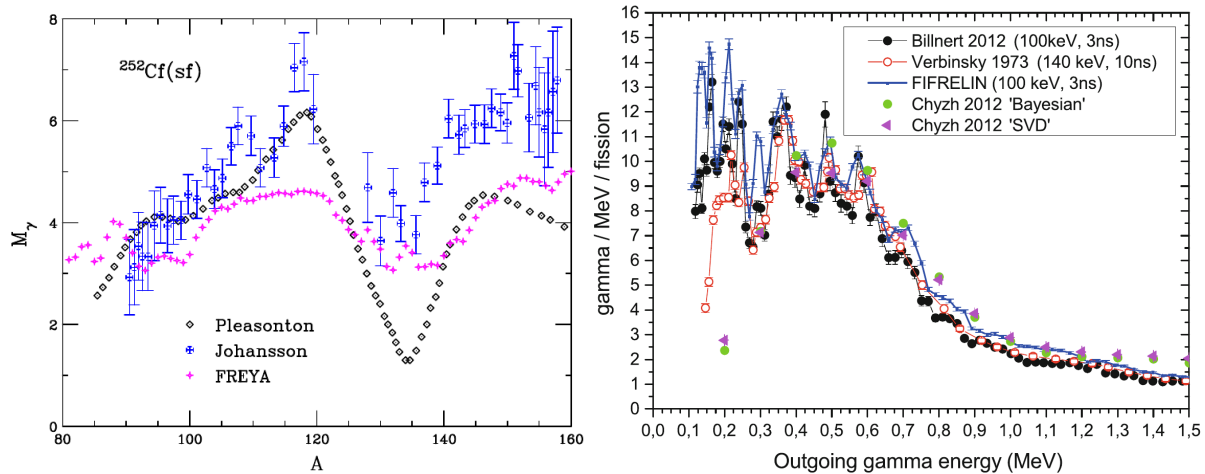 ²⁵²Cf(sf)
Mγ
8
6
4
2
0
80
100
120
140
160
A
Pleasonton
Johansson
FREYA
gamma / MeV / fission
16
15
14
13
12
11
10
9
8
7
6
5
4
3
2
1
0
0,0 0,1 0,2 0,3 0,4 0,5 0,6 0,7 0,8 0,9 1,0 1,1 1,2 1,3 1,4 1,5
Outgoing gamma energy (MeV)
Billnert 2012 (100keV, 3ns)
Verbinsky 1973 (140 keV, 10ns)
FIFRELIN (100 keV, 3ns)
Chyzh 2012 'Bayesian'
Chyzh 2012 'SVD'